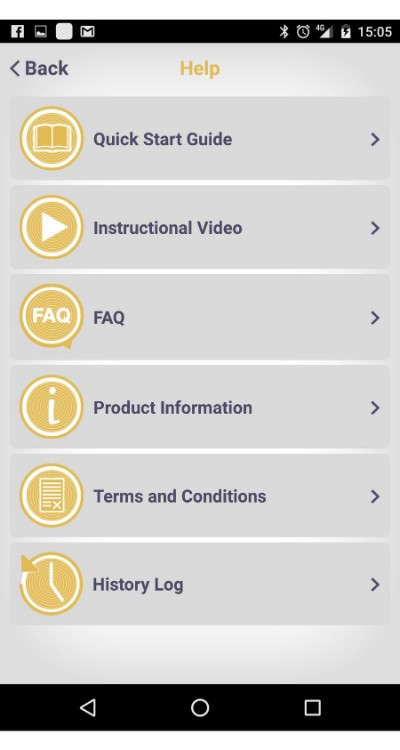 4G 15:05
Back Help
Quick Start Guide
Instructional Video
FAQ FAQ
Product Information
Terms and Conditions
History Log